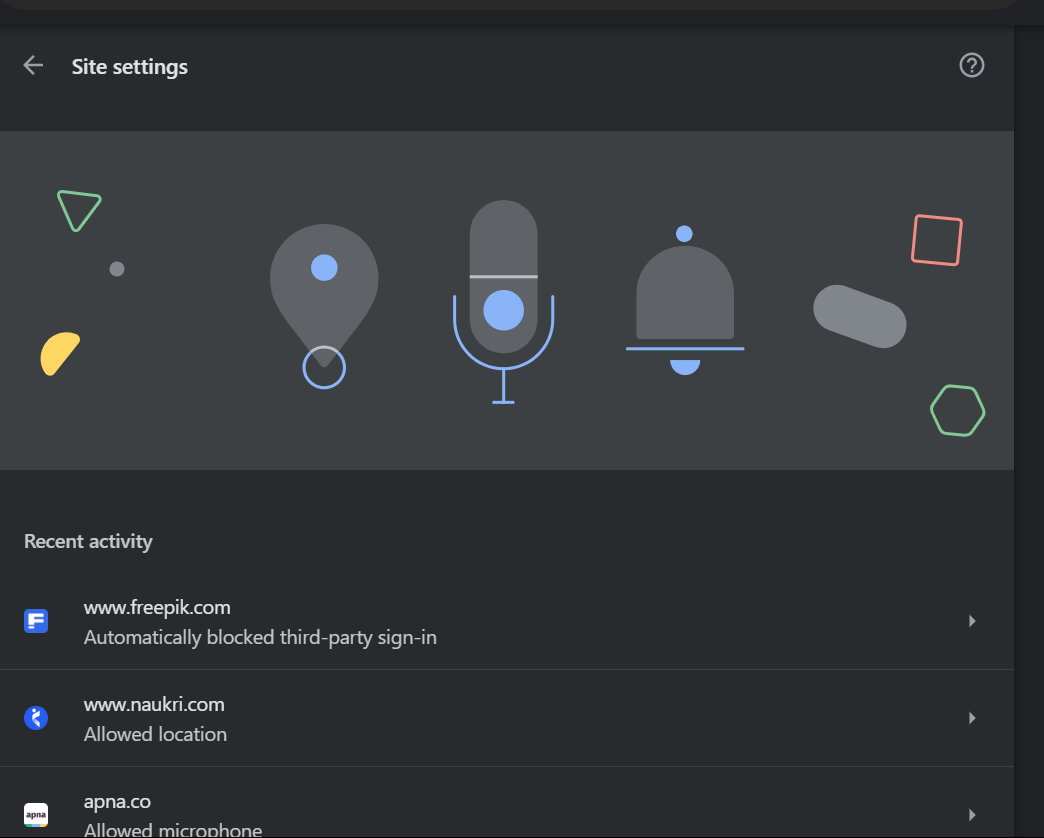 Site settings
Recent activity
www.freepik.com
Automatically blocked third-party sign-in
www.naukri.com
Allowed location
apna.co
apna
Allowed microphone